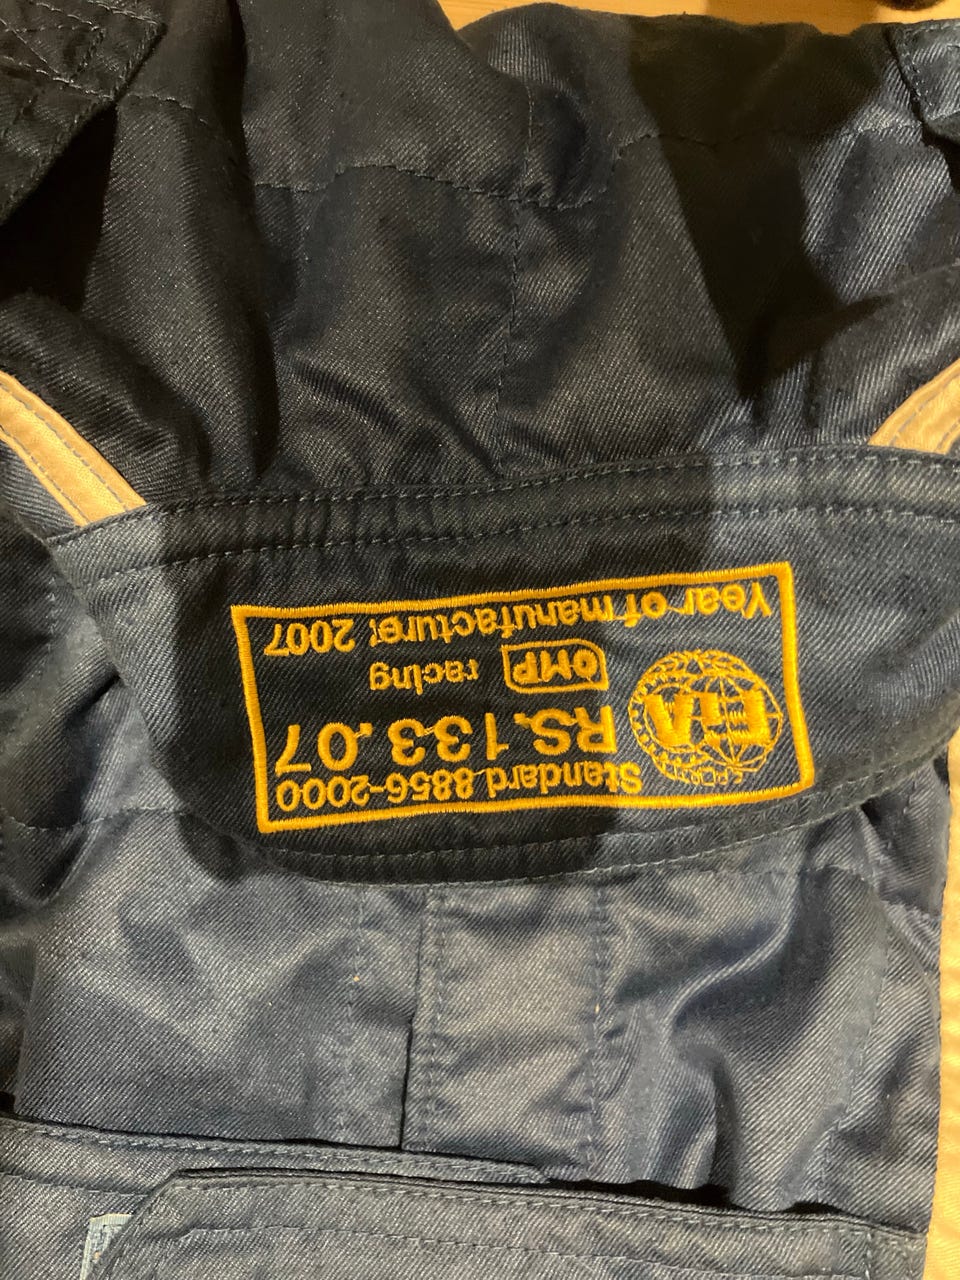 Standard 8856-2000
FIA
RS.133.07
OMP racing
Year of manufacture: 2007